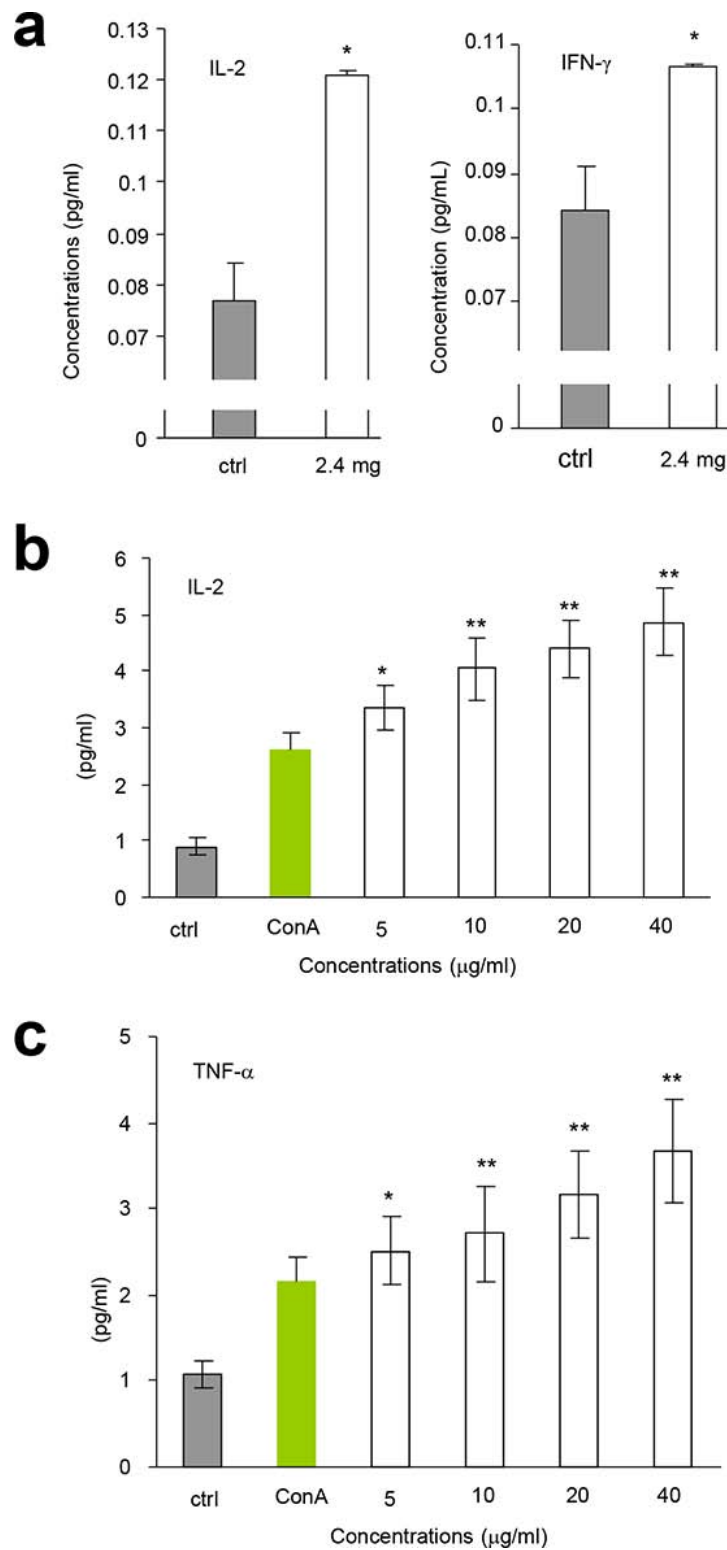 a
IL-2
Concentrations (pg/ml)
0.13
0.12
0.11
0.1
0.09
0.08
0.07
0
*
ctrl
2.4 mg
IFN-γ
Concentration (pg/mL)
0.11
0.1
0.09
0.08
0.07
0
*
ctrl
2.4 mg
b
IL-2
(pg/ml)
6
5
4
3
2
1
0
* ** ** **
ctrl ConA 5 10 20 40
Concentrations (μg/ml)
c
TNF-α
(pg/ml)
5
4
3
2
1
0
* ** ** **
ctrl ConA 5 10 20 40
Concentrations (μg/ml)